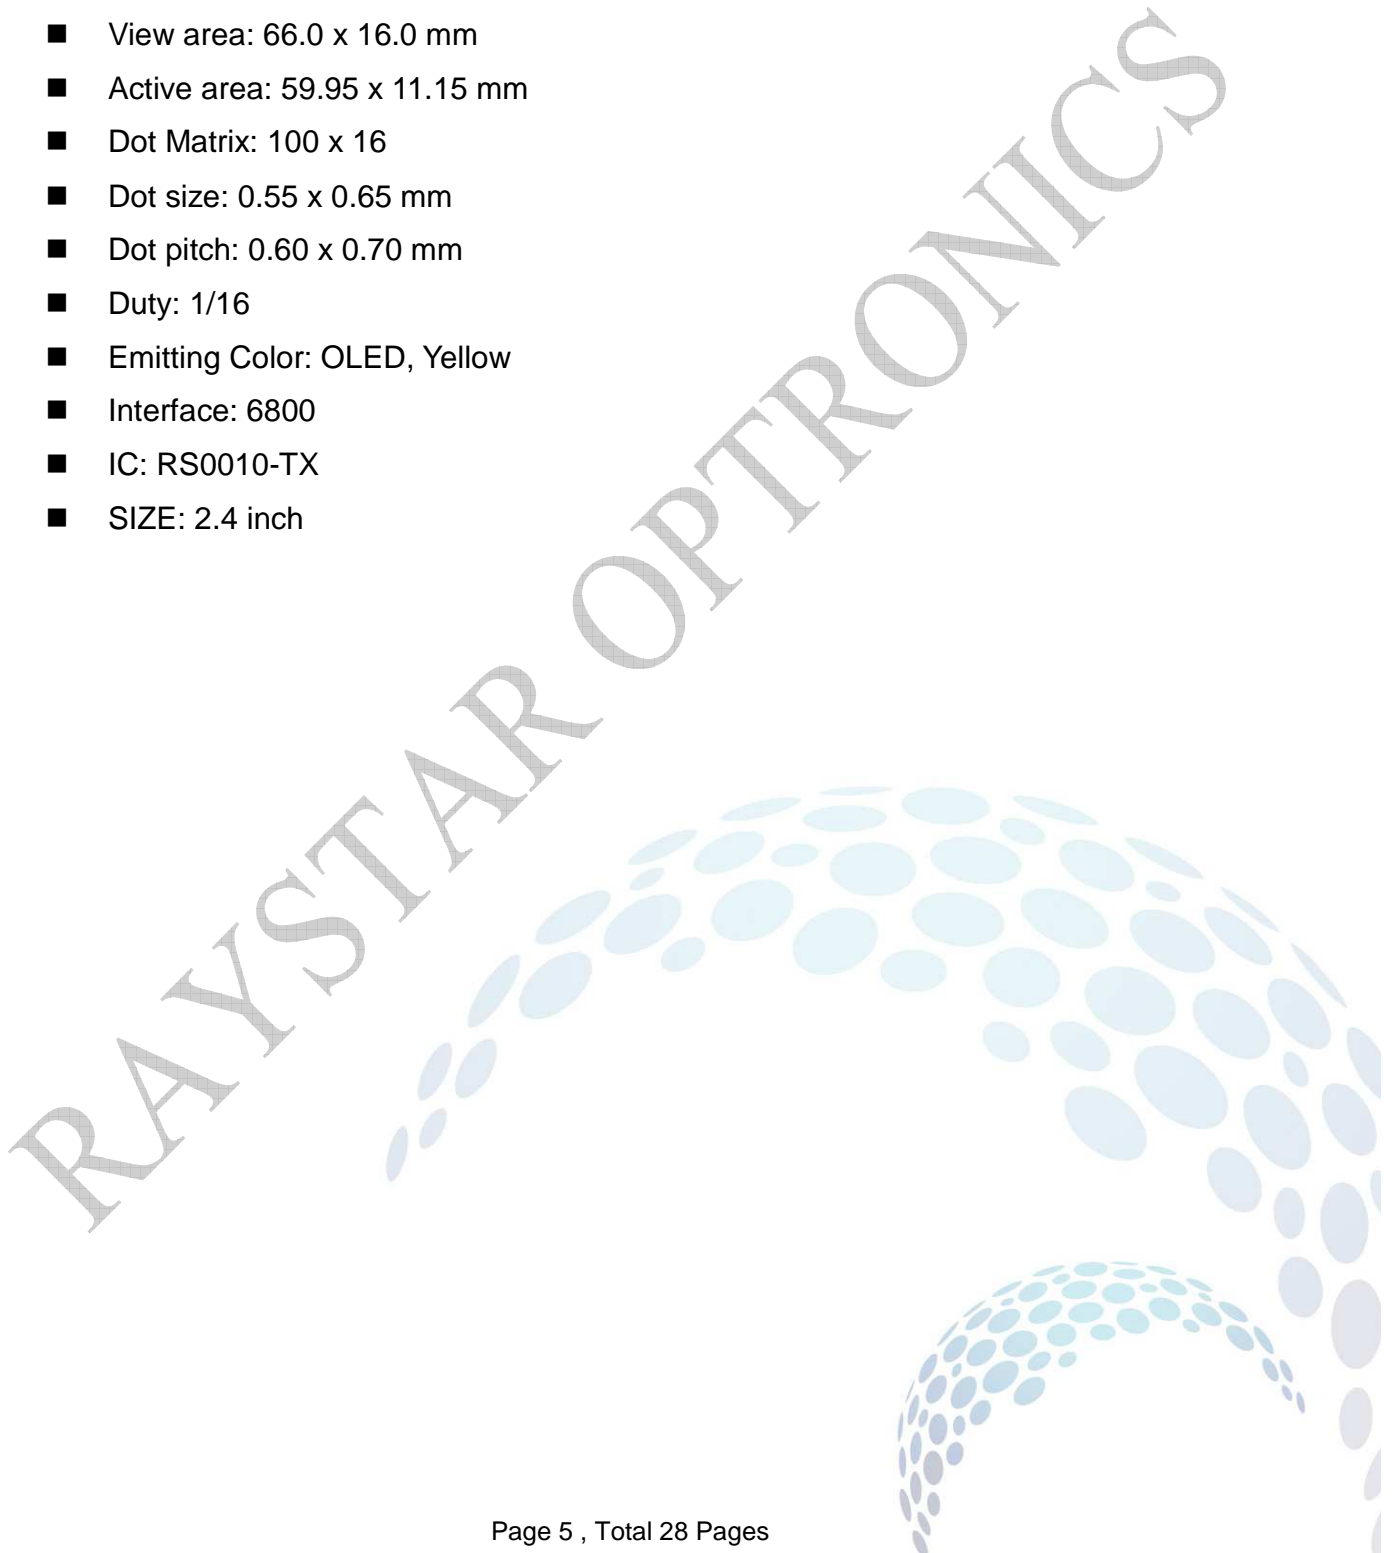 ■ View area: 66.0 x 16.0 mm
■ Active area: 59.95 x 11.15 mm
■ Dot Matrix: 100 x 16
■ Dot size: 0.55 x 0.65 mm
■ Dot pitch: 0.60 x 0.70 mm
■ Duty: 1/16
■ Emitting Color: OLED, Yellow
■ Interface: 6800
■ IC: RS0010-TX
■ SIZE: 2.4 inch
RAYSTAR OPTRONICS
Page 5 , Total 28 Pages